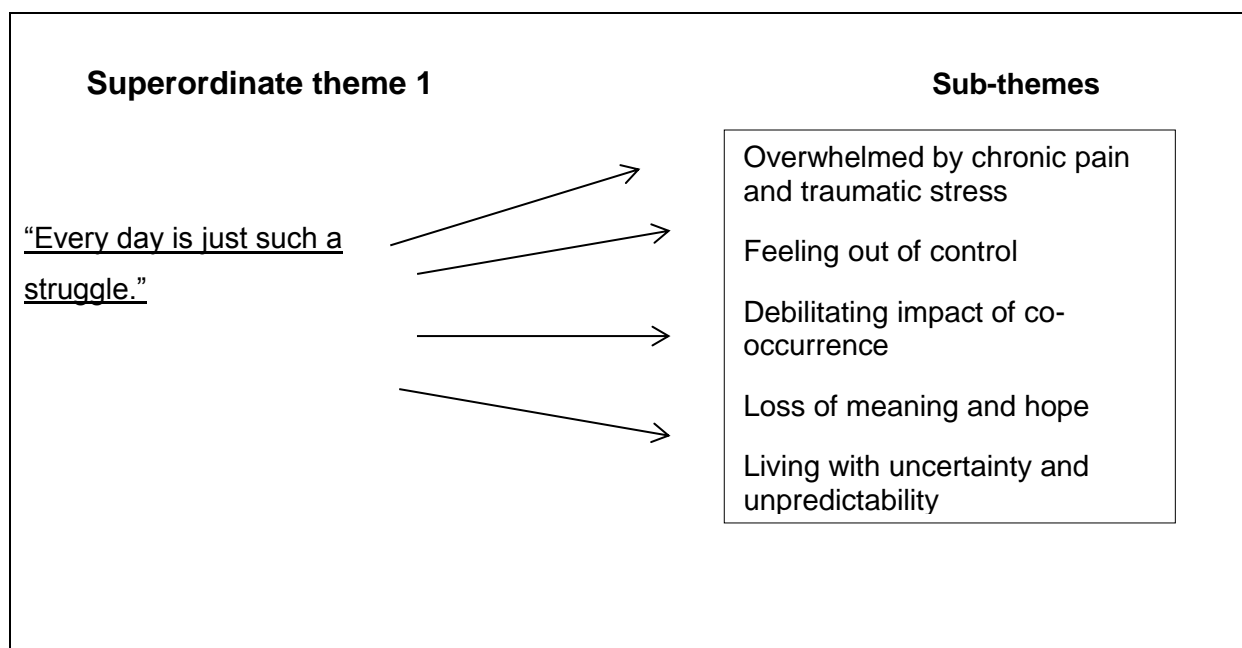 Superordinate theme 1
Sub-themes
“Every day is just such a
struggle.”
Overwhelmed by chronic pain
and traumatic stress
Feeling out of control
Debilitating impact of co-
occurrence
Loss of meaning and hope
Living with uncertainty and
unpredictability